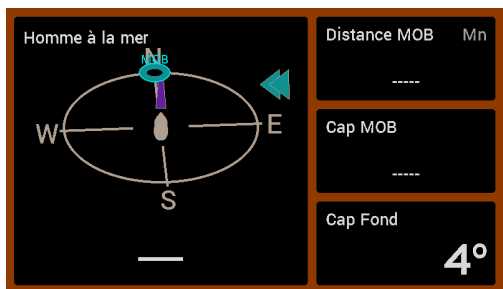 Homme à la mer
N
MOB
W
E
S
Distance MOB Mn
-----
Cap MOB
-----
Cap Fond
4°